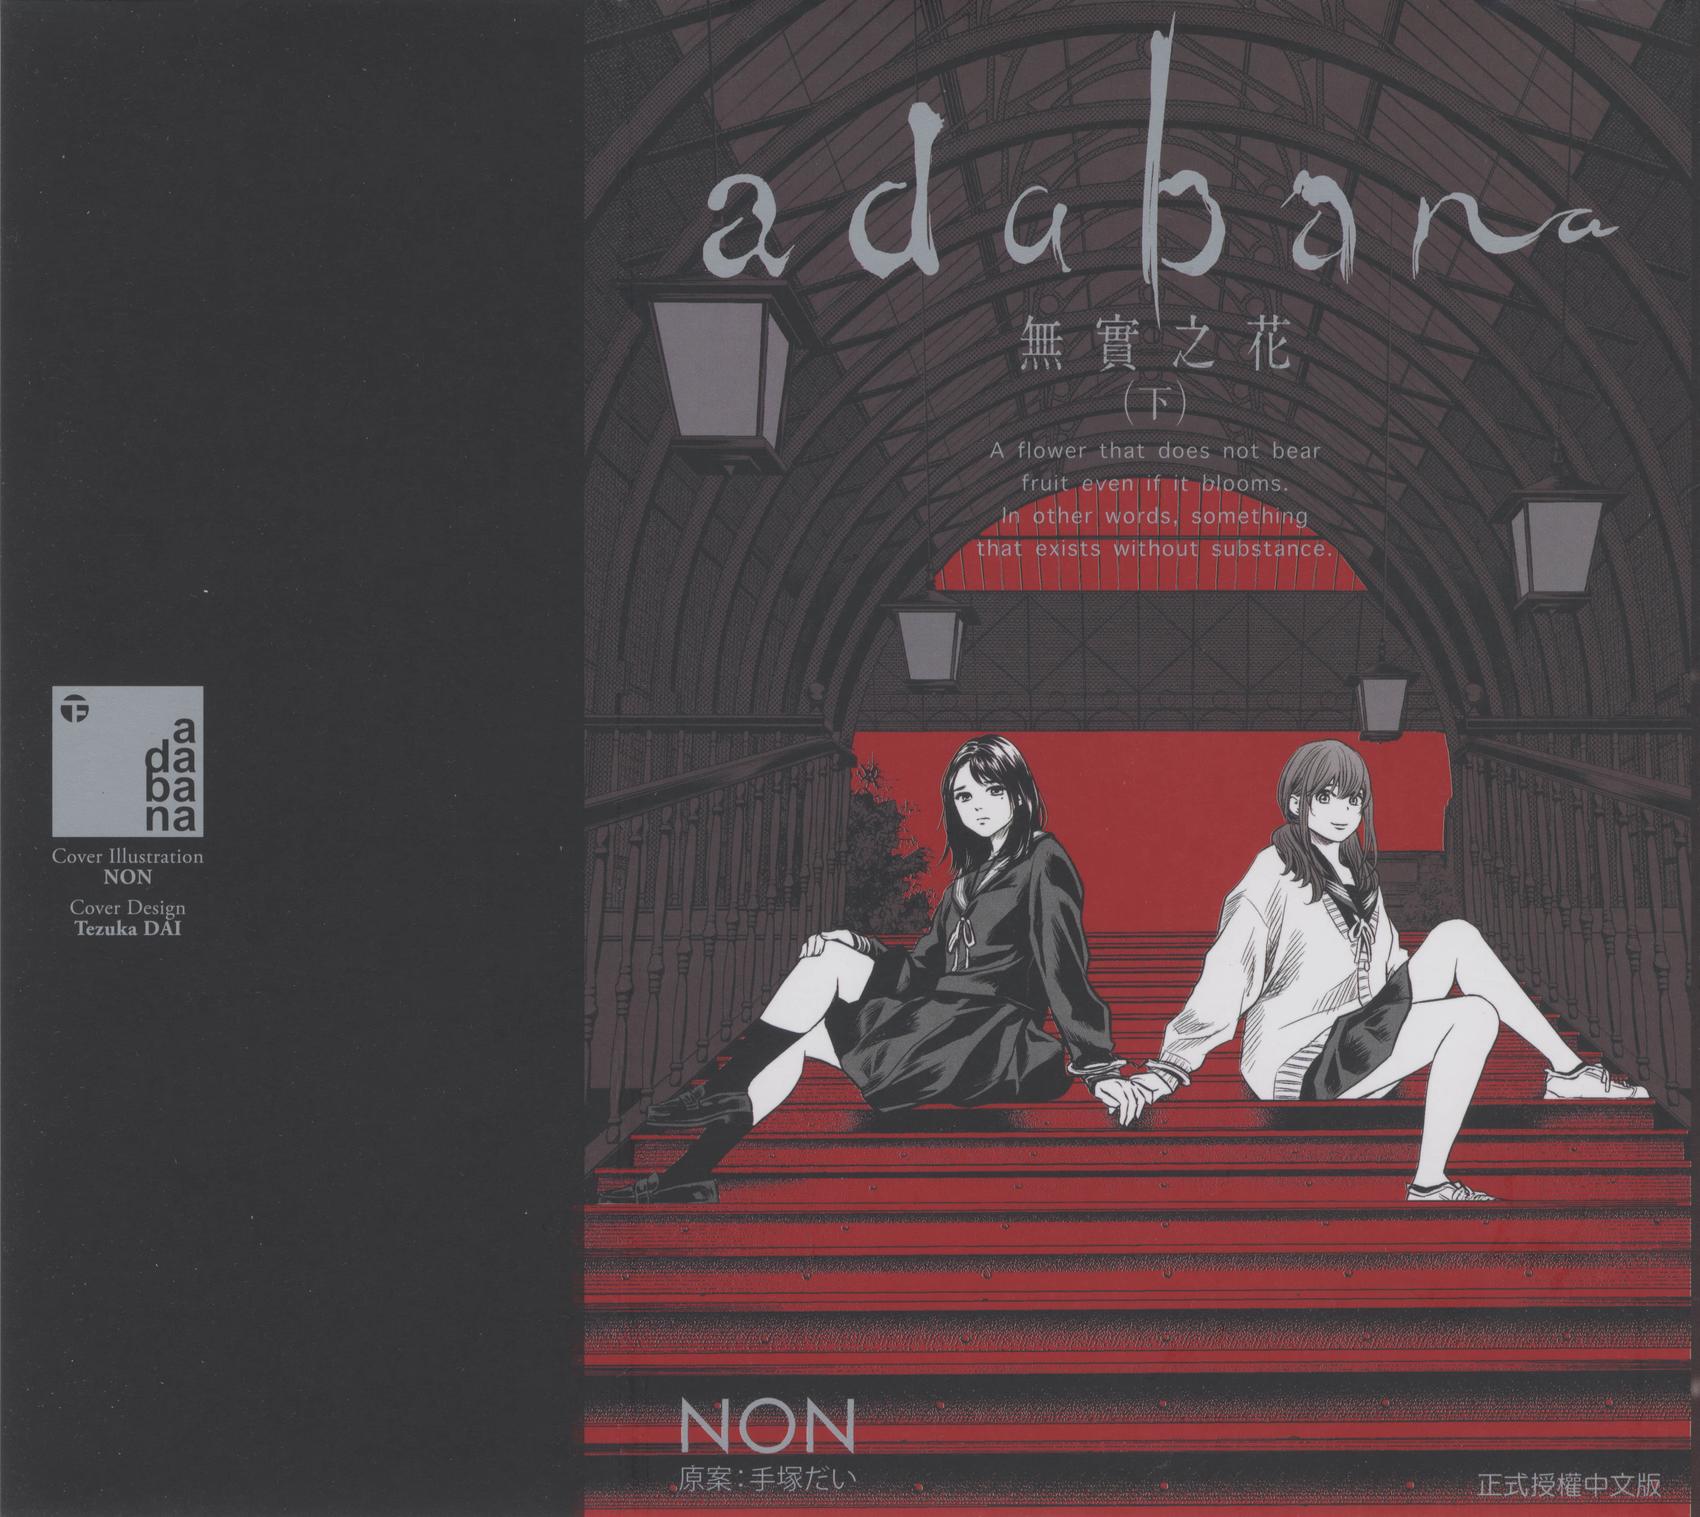 下
a
da
ba
na
Cover Illustration
NON
Cover Design
Tezuka DAI
adabana
無實之花
(下)
A flower that does not bear
fruit even if it blooms.
In other words, something
that exists without substance.
NON
原案:手塚だい
正式授權中文版